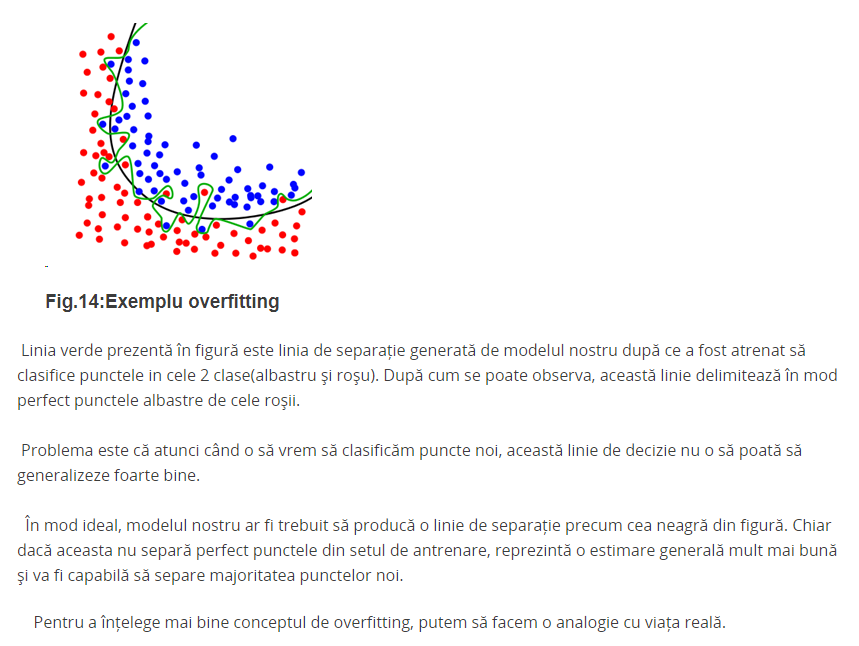 Fig.14:Exemplu overfitting
Linia verde prezentă în figură este linia de separație generată de modelul nostru după ce a fost atrenat să
clasifice punctele in cele 2 clase(albastru şi roşu). După cum se poate observa, această linie delimitează în mod
perfect punctele albastre de cele roşii.
Problema este că atunci când o să vrem să clasificăm puncte noi, această linie de decizie nu o să poată să
generalizeze foarte bine.
În mod ideal, modelul nostru ar fi trebuit să producă o linie de separație precum cea neagră din figură. Chiar
dacă aceasta nu separă perfect punctele din setul de antrenare, reprezintă o estimare generală mult mai bună
şi va fi capabilă să separe majoritatea punctelor noi.
Pentru a înțelege mai bine conceptul de overfitting, putem să facem o analogie cu viața reală.